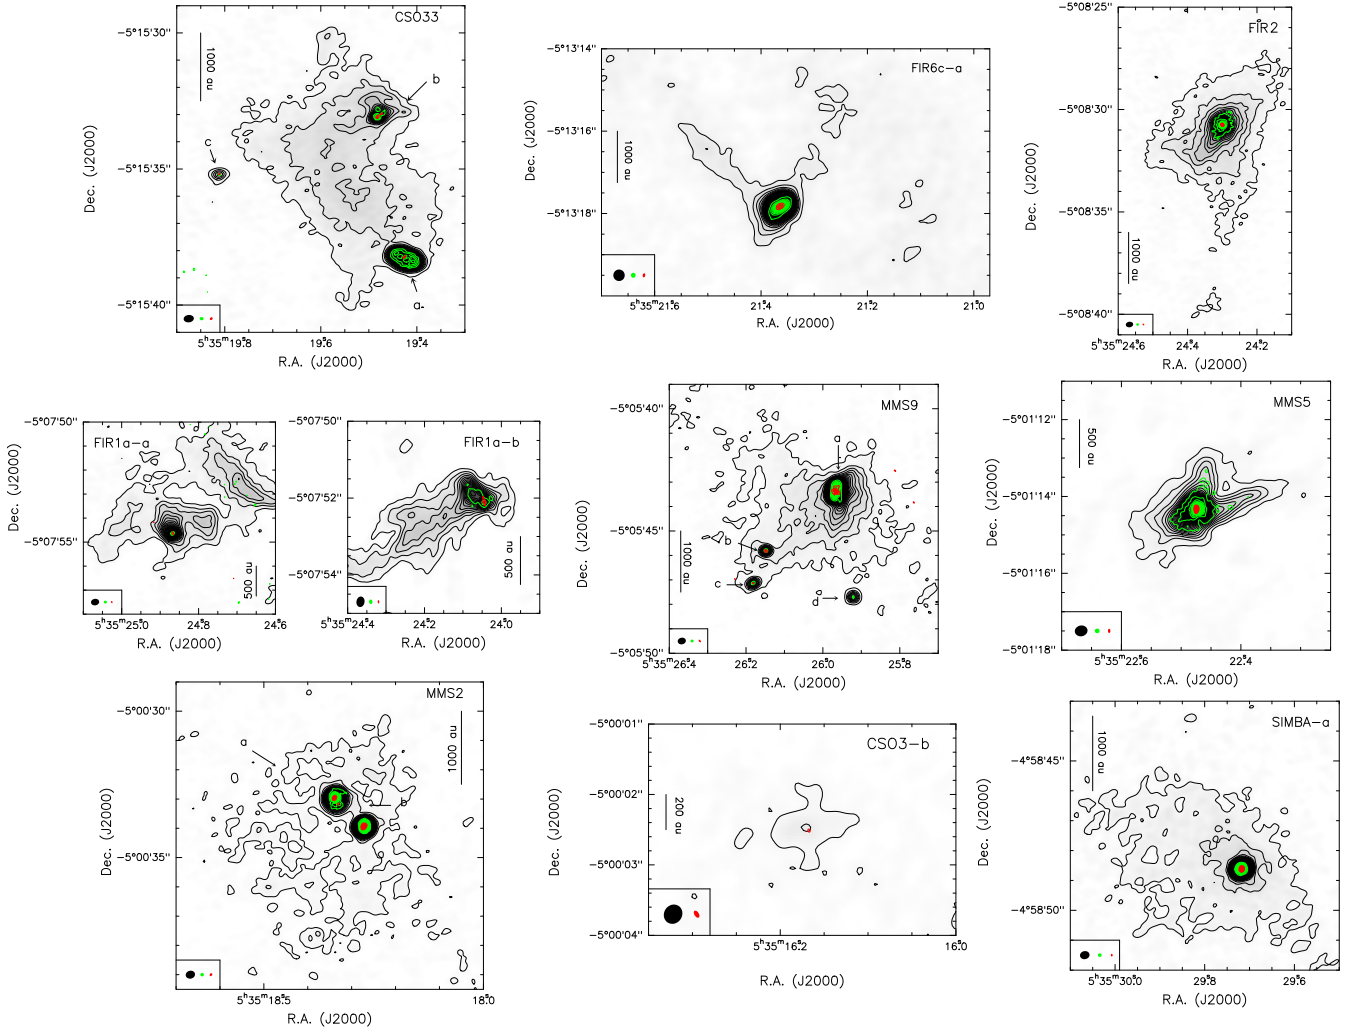 CSO33
−5°15'30"
−5°15'35"
−5°15'40"
Dec. (J2000)
1000 au
b
c
a
5ʰ35ᵐ19ˢ.8
19ˢ.6
19ˢ.4
R.A. (J2000)
FIR6c−a
−5°13'14"
−5°13'16"
−5°13'18"
Dec. (J2000)
1000 au
5ʰ35ᵐ21ˢ.6
21ˢ.4
21ˢ.2
21ˢ.0
R.A. (J2000)
FIR2
−5°08'25"
−5°08'30"
−5°08'35"
−5°08'40"
Dec. (J2000)
1000 au
5ʰ35ᵐ24ˢ.6
24ˢ.4
24ˢ.2
R.A. (J2000)
FIR1a−a
−5°07'50"
−5°07'55"
Dec. (J2000)
500 au
5ʰ35ᵐ25ˢ.0
24ˢ.8
24ˢ.6
R.A. (J2000)
FIR1a−b
−5°07'50"
−5°07'52"
−5°07'54"
500 au
5ʰ35ᵐ24ˢ.4
24ˢ.2
24ˢ.0
R.A. (J2000)
MMS9
−5°05'40"
−5°05'45"
−5°05'50"
Dec. (J2000)
1000 au
a
b
c
d
5ʰ35ᵐ26ˢ.4
26ˢ.2
26ˢ.0
25ˢ.8
R.A. (J2000)
MMS5
−5°01'12"
−5°01'14"
−5°01'16"
−5°01'18"
Dec. (J2000)
500 au
5ʰ35ᵐ22ˢ.6
22ˢ.4
R.A. (J2000)
MMS2
−5°00'30"
−5°00'35"
Dec. (J2000)
1000 au
a
b
5ʰ35ᵐ18ˢ.5
18ˢ.0
R.A. (J2000)
CSO3−b
−5°00'01"
−5°00'02"
−5°00'03"
−5°00'04"
Dec. (J2000)
200 au
5ʰ35ᵐ16ˢ.2
16ˢ.0
R.A. (J2000)
SIMBA−a
−4°58'45"
−4°58'50"
Dec. (J2000)
1000 au
5ʰ35ᵐ30ˢ.0
29ˢ.8
29ˢ.6
R.A. (J2000)